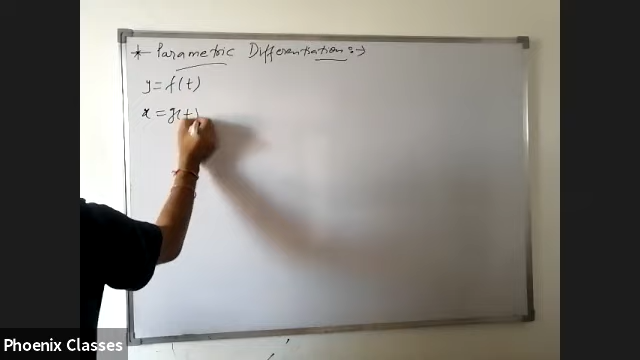 * Parametric Differentiation :→
y = f(t)
x = g(t)
Phoenix Classes